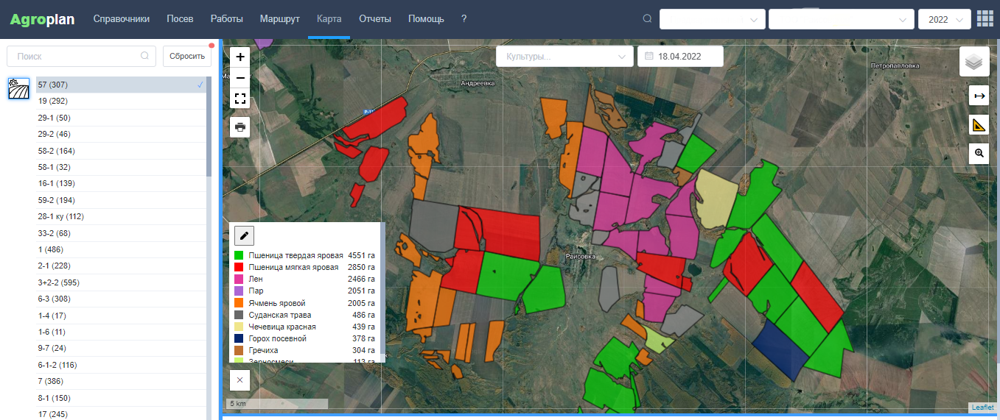 Agroplan Справочники Посев Работы Маршрут Карта Отчеты Помощь ? 2022
Поиск Сбросить
57 (307)
19 (292)
29-1 (50)
29-2 (46)
58-2 (164)
58-1 (32)
16-1 (139)
59-2 (194)
28-1 ку (112)
33-2 (68)
1 (486)
2-1 (228)
3+2-2 (595)
6-3 (308)
1-4 (17)
1-6 (11)
9-7 (24)
6-1-2 (116)
7 (386)
8-1 (150)
17 (245)
+
−
Культуры... 18.04.2022
Петропавловка
Андреевка
Раисовка
Пшеница твердая яровая 4551 га
Пшеница мягкая яровая 2850 га
Лен 2466 га
Пар 2051 га
Ячмень яровой 2005 га
Суданская трава 486 га
Чечевица красная 439 га
Горох посевной 378 га
Гречиха 304 га
Зерносмеси 113 га
5 km
Leaflet